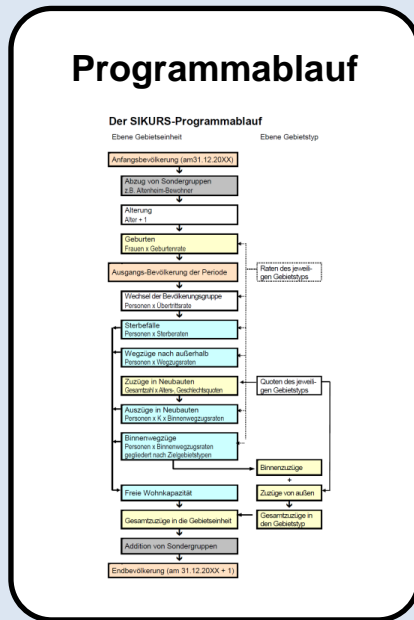 Programmablauf
Der SIKURS-Programmablauf
Ebene Gebietseinheit
Ebene Gebietstyp
Anfangsbevölkerung (am31.12.20XX)
Abzug von Sondergruppen
z.B. Altenheim-Bewohner
Alterung
Alter + 1
Geburten
Frauen x Geburtenrate
Ausgangs-Bevölkerung der Periode
Raten des jeweili-
gen Gebietstyps
Wechsel der Bevölkerungsgruppe
Personen x Übertrittsrate
Sterbefälle
Personen x Sterberaten
Wegzüge nach außerhalb
Personen x Wegzugsraten
Zuzüge in Neubauten
Gesamtzahl x Alters-, Geschlechtsquoten
Quoten des jeweili-
gen Gebietstyps
Auszüge in Neubauten
Personen x K x Binnenwegzugsraten
Binnenwegzüge
Personen x Binnenwegzugsraten
gegliedert nach Zielgebietstypen
Binnenzuzüge
+
Freie Wohnkapazität
Zuzüge von außen
Gesamtzuzüge in die Gebietseinheit
Gesamtzuzüge in
den Gebietstyp
Addition von Sondergruppen
Endbevölkerung (am 31.12.20XX + 1)